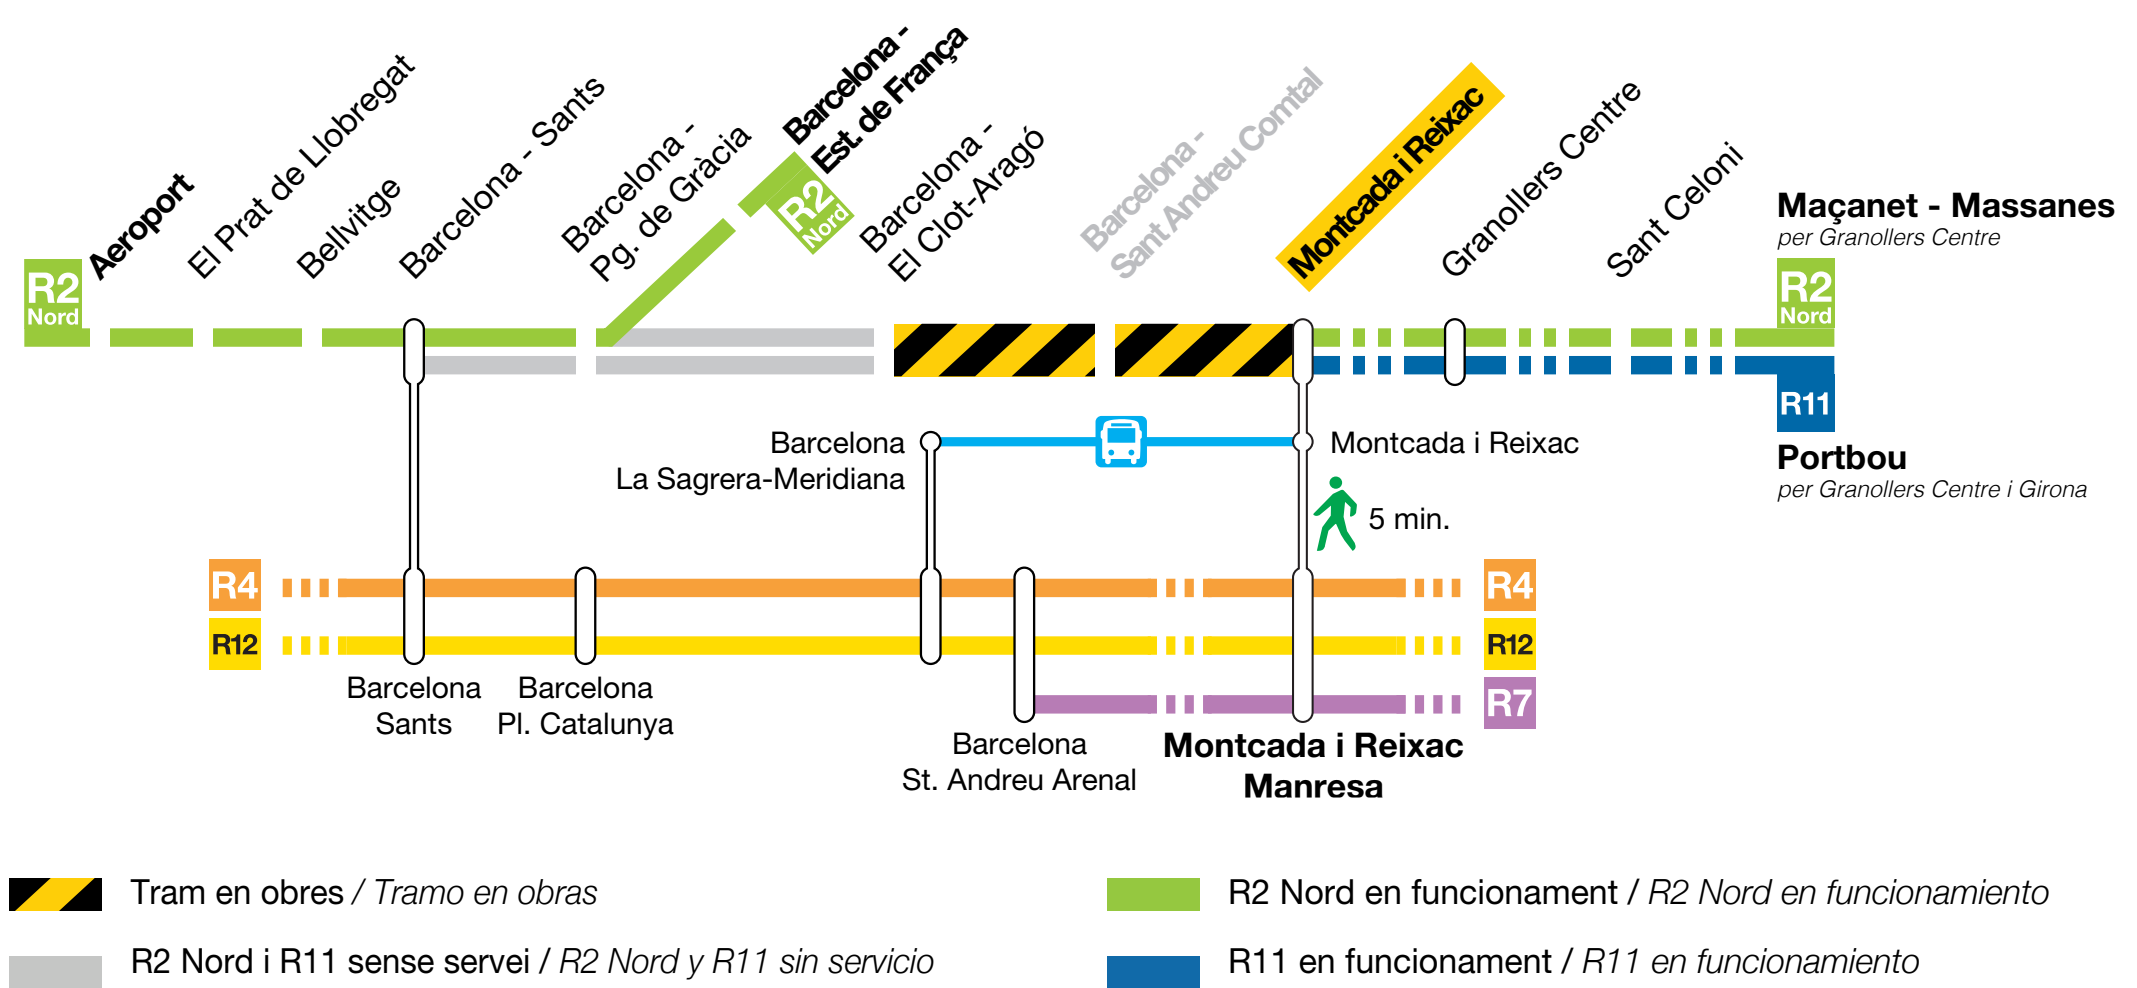 Aeroport
El Prat de Llobregat
Bellvitge
Barcelona - Sants
Barcelona -
Pg. de Gràcia
Barcelona -
Est. de França
R2
Nord
Barcelona -
El Clot-Aragó
Barcelona -
Sant Andreu Comtal
Montcada i Reixac
Granollers Centre
Sant Celoni
Maçanet - Massanes
per Granollers Centre
R2
Nord
R2
Nord
R11
Portbou
per Granollers Centre i Girona
Barcelona
La Sagrera-Meridiana
Montcada i Reixac
5 min.
R4
R4
R12
R12
R7
Barcelona
Sants
Barcelona
Pl. Catalunya
Barcelona
St. Andreu Arenal
Montcada i Reixac
Manresa
Tram en obres / Tramo en obras
R2 Nord en funcionament / R2 Nord en funcionamiento
R2 Nord i R11 sense servei / R2 Nord y R11 sin servicio
R11 en funcionament / R11 en funcionamiento